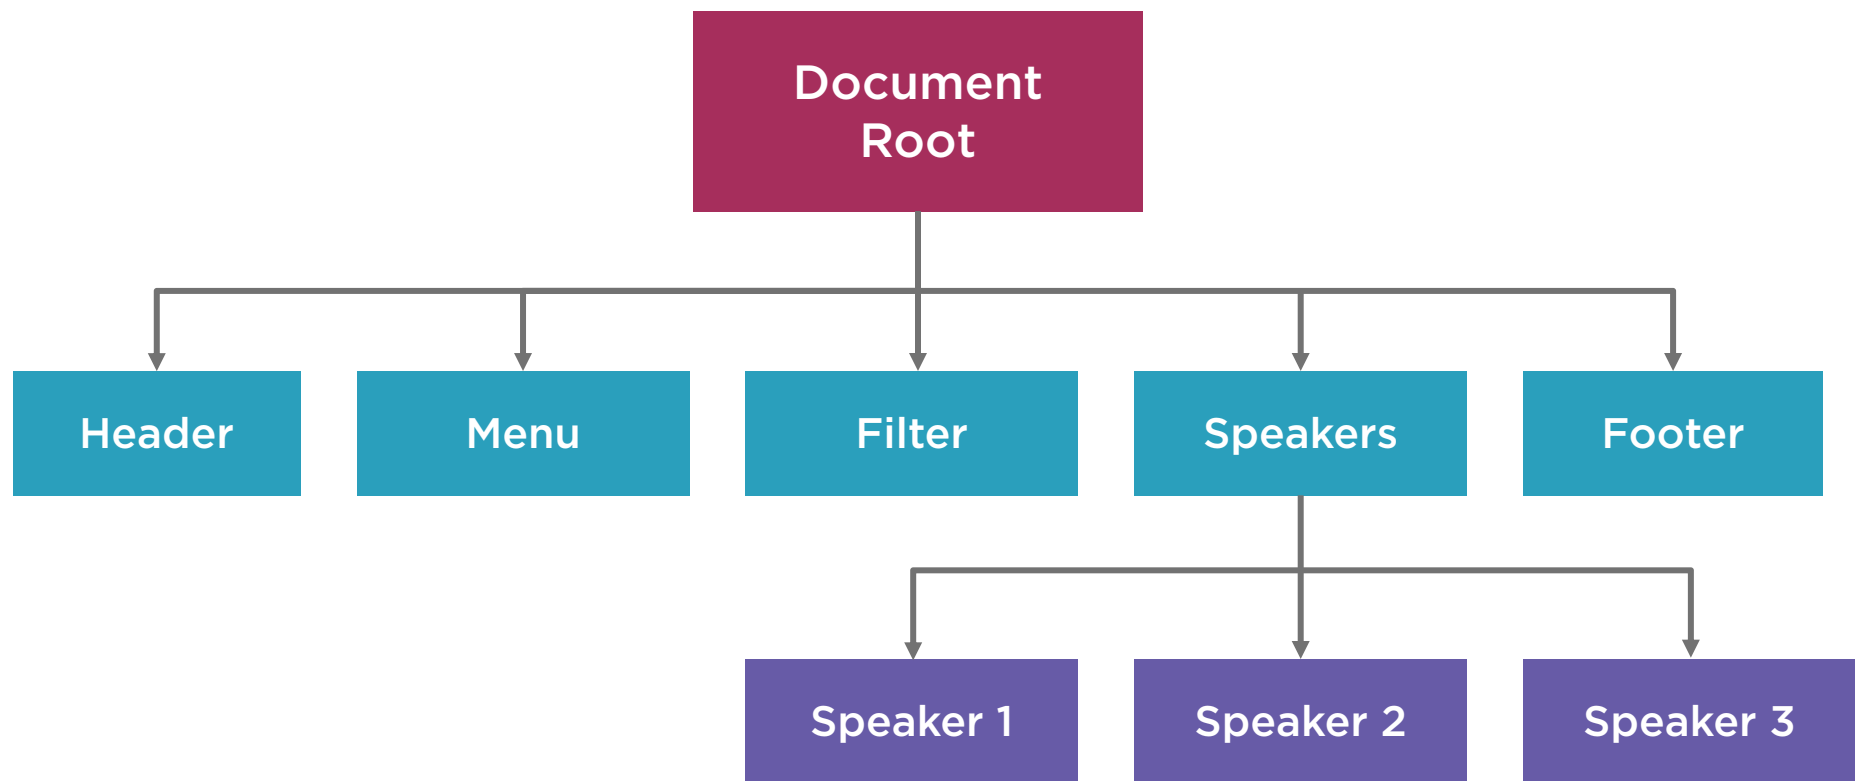 Document
Root
Header
Menu
Filter
Speakers
Footer
Speaker 1
Speaker 2
Speaker 3